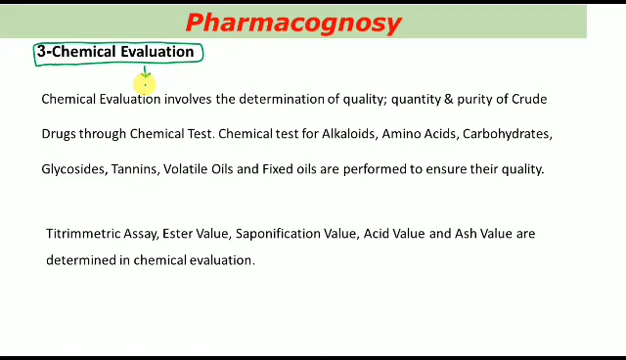 Pharmacognosy
3-Chemical Evaluation
Chemical Evaluation involves the determination of quality; quantity & purity of Crude
Drugs through Chemical Test. Chemical test for Alkaloids, Amino Acids, Carbohydrates,
Glycosides, Tannins, Volatile Oils and Fixed oils are performed to ensure their quality.
Titrimmetric Assay, Ester Value, Saponification Value, Acid Value and Ash Value are
determined in chemical evaluation.